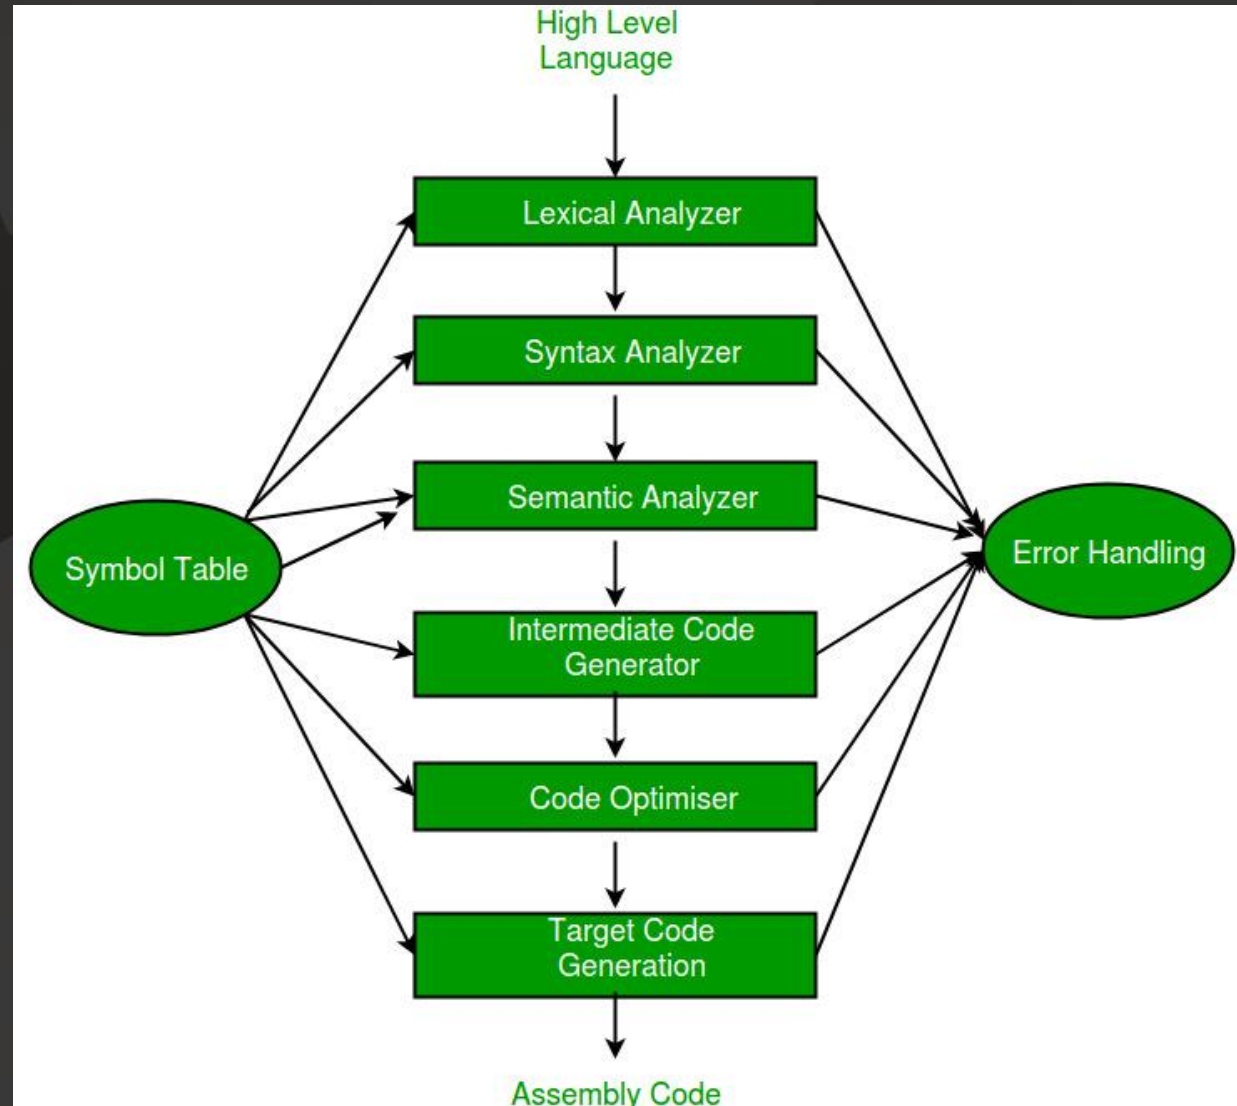 High Level
Language
Lexical Analyzer
Syntax Analyzer
Semantic Analyzer
Symbol Table
Error Handling
Intermediate Code
Generator
Code Optimiser
Target Code
Generation
Assembly Code